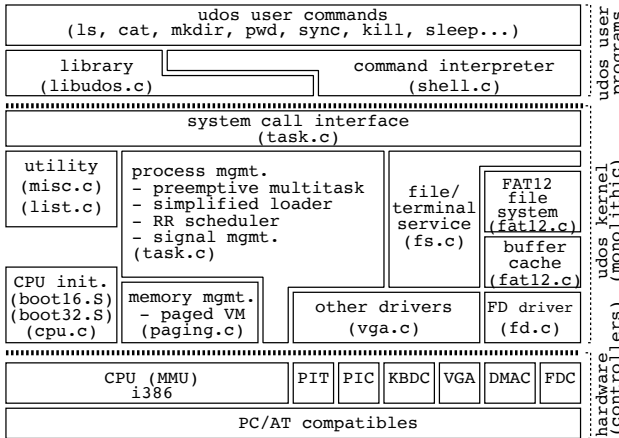 udos user commands
(ls, cat, mkdir, pwd, sync, kill, sleep...)
library
(libudos.c)
command interpreter
(shell.c)
udos user
programs
system call interface
(task.c)
utility
(misc.c)
(list.c)
process mgmt.
- preemptive multitask
- simplified loader
- RR scheduler
- signal mgmt.
(task.c)
file/
terminal
service
(fs.c)
FAT12
file
system
(fat12.c)
buffer
cache
(fat12.c)
CPU init.
(boot16.S)
(boot32.S)
(cpu.c)
memory mgmt.
- paged VM
(paging.c)
other drivers
(vga.c)
FD driver
(fd.c)
udos kernel
(monolithic)
CPU (MMU)
i386
PIT
PIC
KBDC
VGA
DMAC
FDC
PC/AT compatibles
hardware
(controllers)